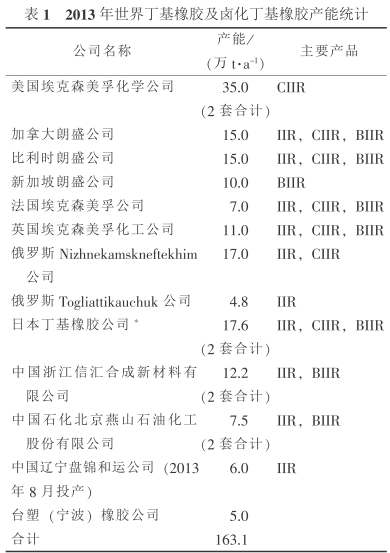 表 1 2013 年世界丁基橡胶及卤化丁基橡胶产能统计
公司名称 产能/(万 t·a⁻¹) 主要产品
美国埃克森美孚化学公司 35.0 CIIR
(2 套合计)
加拿大朗盛公司 15.0 IIR, CIIR, BIIR
比利时朗盛公司 15.0 IIR, CIIR, BIIR
新加坡朗盛公司 10.0 BIIR
法国埃克森美孚公司 7.0 IIR, CIIR, BIIR
英国埃克森美孚化工公司 11.0 IIR, CIIR, BIIR
俄罗斯 Nizhnekamskneftekhim 17.0 IIR, CIIR
公司
俄罗斯 Togliattikauchuk 公司 4.8 IIR
日本丁基橡胶公司 * 17.6 IIR, CIIR, BIIR
(2 套合计)
中国浙江信汇合成新材料有 12.2 IIR, BIIR
限公司 (2 套合计)
中国石化北京燕山石油化工 7.5 IIR, BIIR
股份有限公司 (2 套合计)
中国辽宁盘锦和运公司 (2013 6.0 IIR
年 8 月投产)
台塑 (宁波) 橡胶公司 5.0
合计 163.1